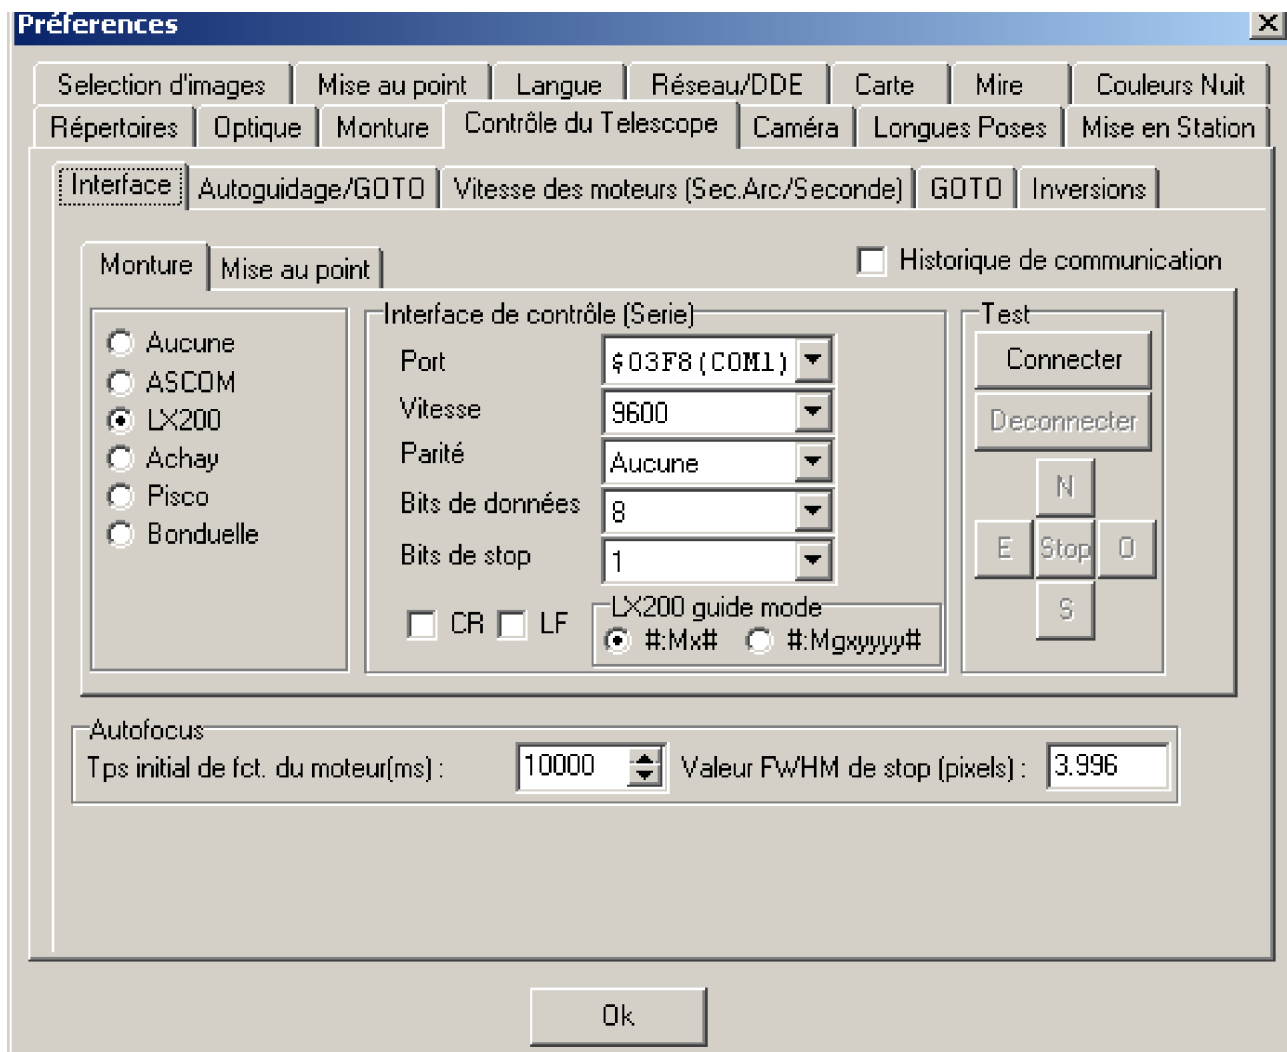 Préferences
Selection d'images Mise au point Langue Réseau/DDE Carte Mire Couleurs Nuit
Répertoires Optique Monture Contrôle du Telescope Caméra Longues Poses Mise en Station
Interface Autoguidage/GOTO Vitesse des moteurs (Sec.Arc/Seconde) GOTO Inversions
Monture Mise au point Historique de communication
Aucune
ASCOM
LX200
Achay
Pisco
Bonduelle
Interface de contrôle (Serie)
Port $03F8(COM1)
Vitesse 9600
Parité Aucune
Bits de données 8
Bits de stop 1
CR LF
LX200 guide mode
#:Mx# #:Mgxyyyy#
Test
Connecter
Deconnecter
N
E Stop O
S
Autofocus
Tps initial de fct. du moteur(ms) : 10000 Valeur FWHM de stop (pixels) : 3.996
Ok